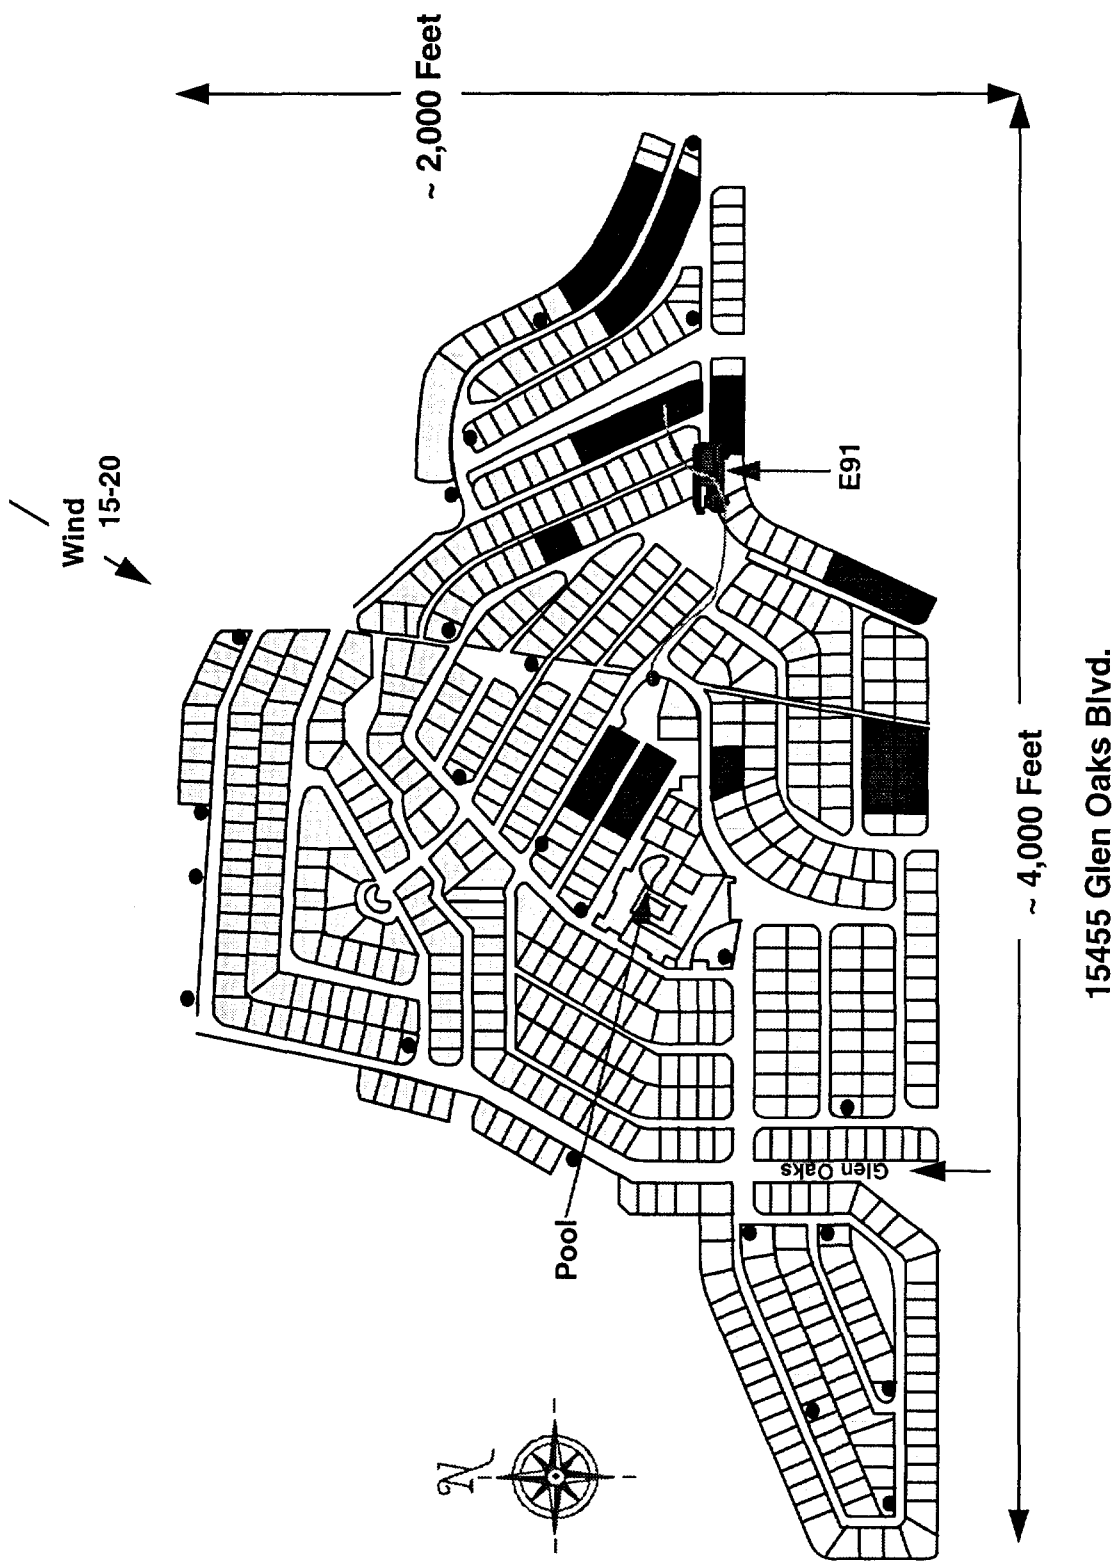 Wind
15-20
~ 2,000 Feet
E91
Pool
Glen Oaks
N
~ 4,000 Feet
15455 Glen Oaks Blvd.